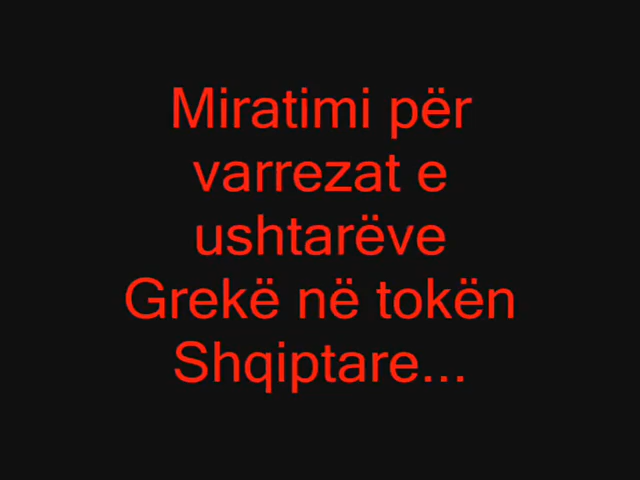 Miratimi për
varrezat e
ushtarëve
Grekë në tokën
Shqiptare...